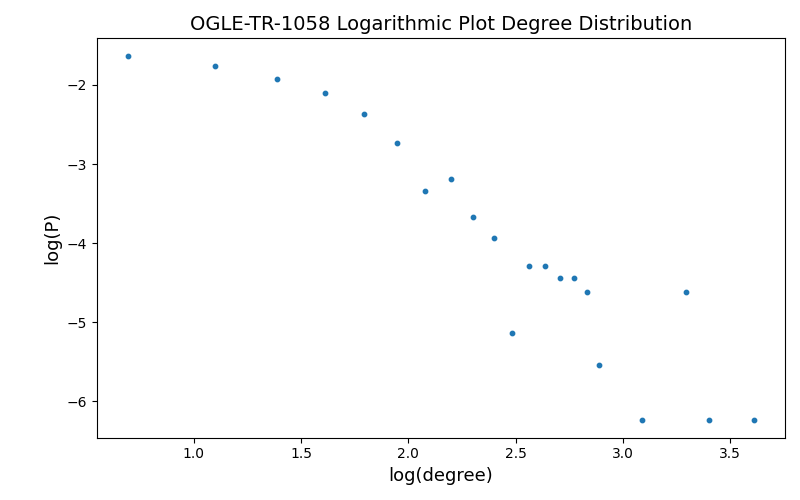 OGLE-TR-1058 Logarithmic Plot Degree Distribution
−2
−3
−4
−5
−6
log(P)
1.0 1.5 2.0 2.5 3.0 3.5
log(degree)